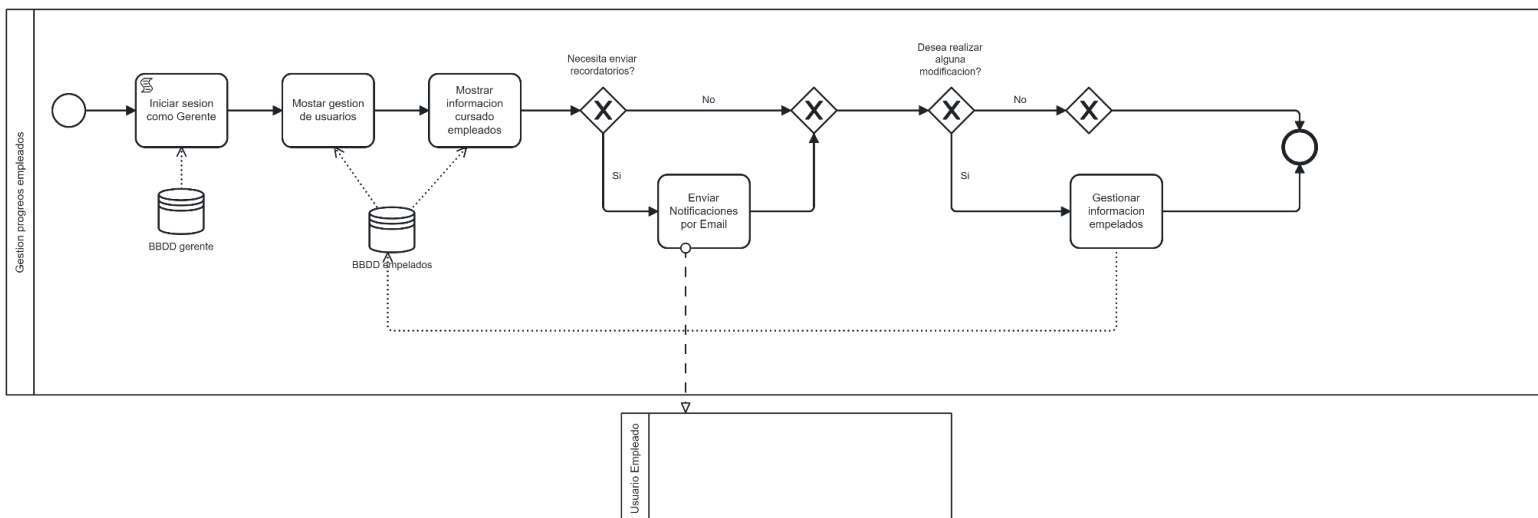 Gestion progreos empleados
Iniciar sesion
como Gerente
BBDD gerente
Mostar gestion
de usuarios
Mostrar
informacion
cursado
empleados
BBDD empelados
Necesita enviar
recordatorios?
No
Si
Enviar
Notificaciones
por Email
Desea realizar
alguna
modificacion?
No
Si
Gestionar
informacion
empelados
Usuario Empleado